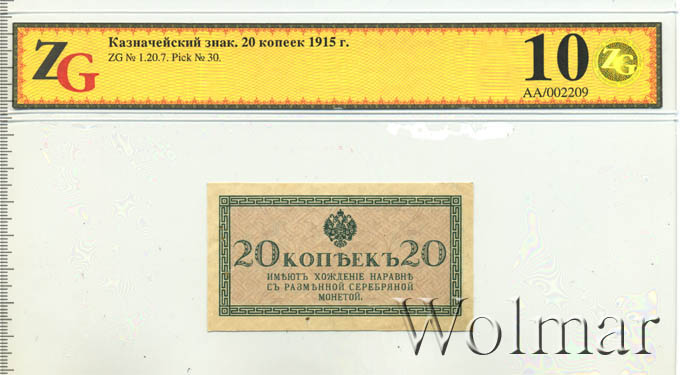 ZG
Казначейский знак. 20 копеек 1915 г.
ZG № 1.20.7. Pick № 30.
10
ZG
AA/002209
20 КОПѢЕКЪ 20
ИМѢЮТЪ ХОЖДЕНІЕ НАРАВНѢ
СЪ РАЗМѢННОЙ СЕРЕБРЯНОЙ
МОНЕТОЙ.
Wolmar